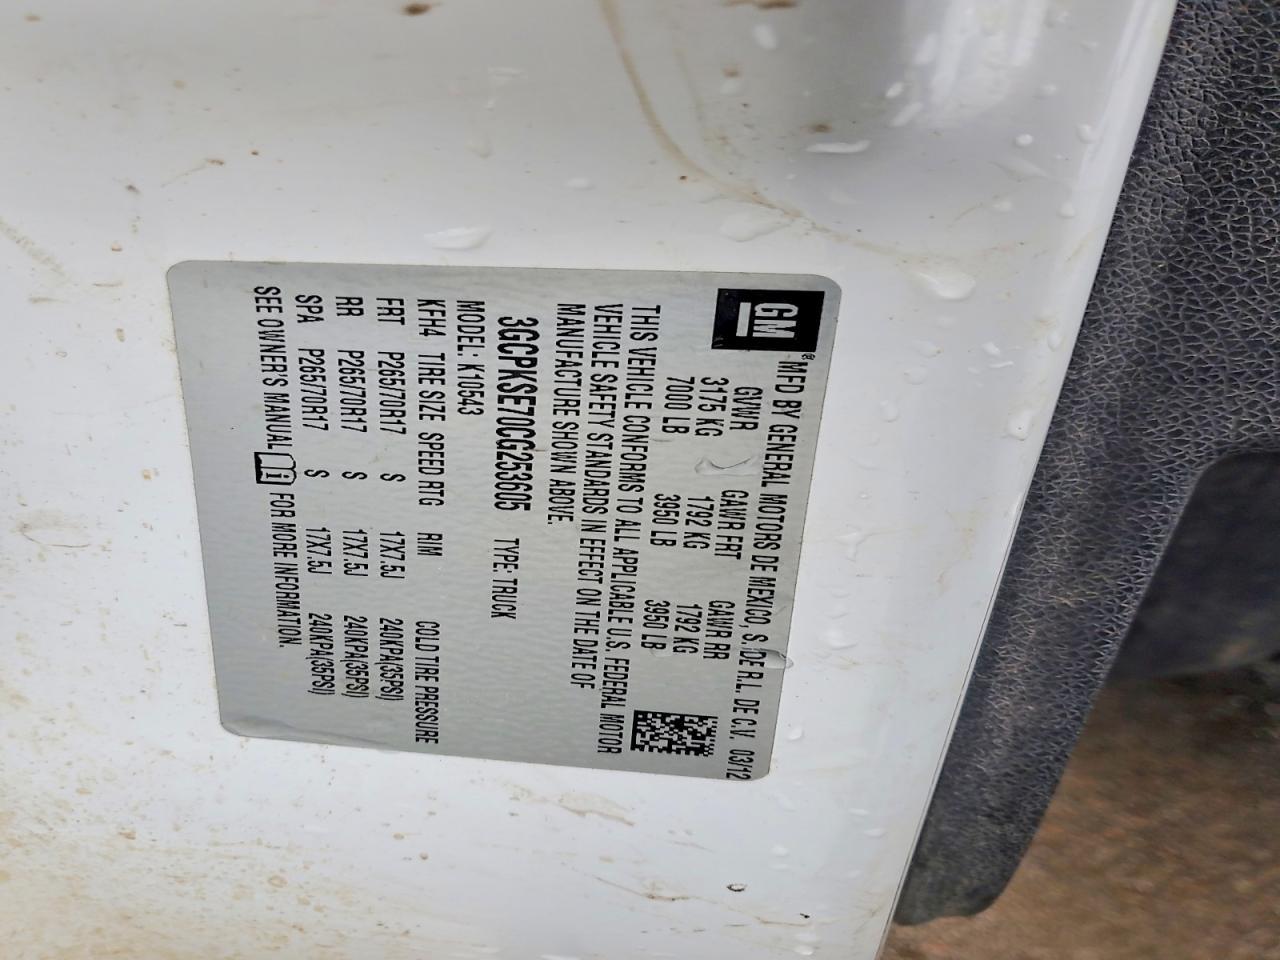 GM
® MFD BY GENERAL MOTORS DE MEXICO, S. DE R.L. DE C.V. 03/12
GVWR GAWR FRT GAWR RR
3175 KG 1792 KG 1792 KG
7000 LB 3950 LB 3950 LB
THIS VEHICLE CONFORMS TO ALL APPLICABLE U.S. FEDERAL MOTOR
VEHICLE SAFETY STANDARDS IN EFFECT ON THE DATE OF
MANUFACTURE SHOWN ABOVE.
3GCPKSE70CG253605 TYPE: TRUCK
MODEL: K10543
KFH4 TIRE SIZE SPEED RTG RIM COLD TIRE PRESSURE
FRT P265/70R17 S 17X7.5J 240KPA(35PSI)
RR P265/70R17 S 17X7.5J 240KPA(35PSI)
SPA P265/70R17 S 17X7.5J 240KPA(35PSI)
SEE OWNER'S MANUAL i FOR MORE INFORMATION.